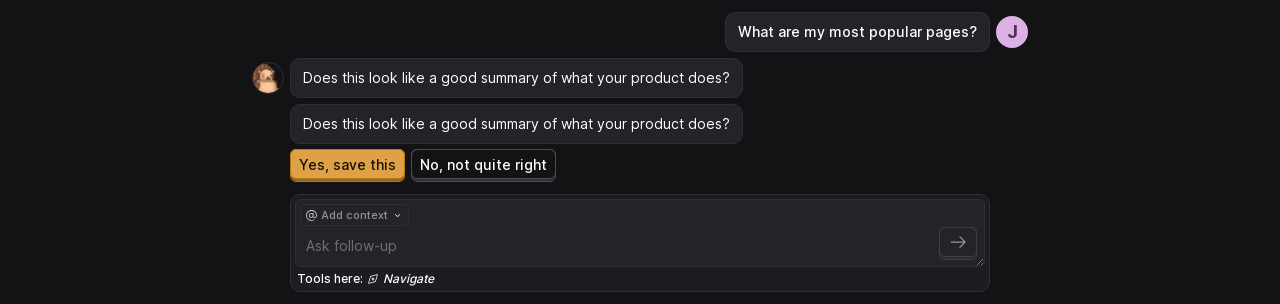 What are my most popular pages?
J
Does this look like a good summary of what your product does?
Does this look like a good summary of what your product does?
Yes, save this No, not quite right
@ Add context
Ask follow-up
Tools here: Navigate